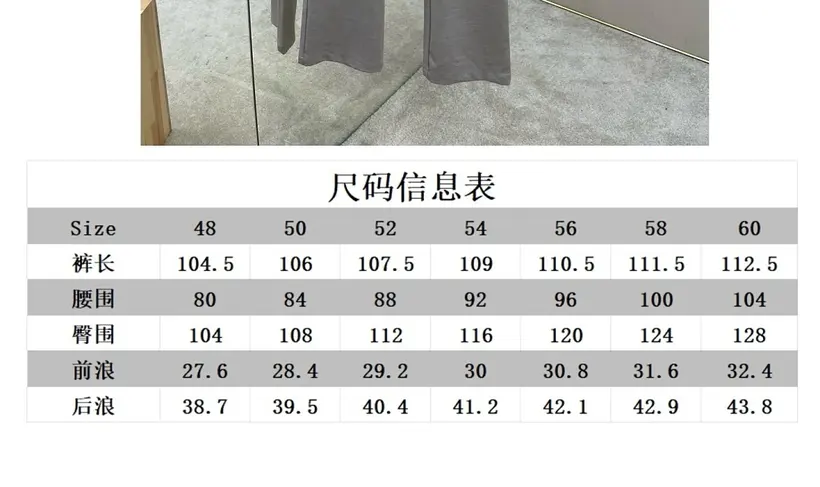 尺码信息表
Size 48 50 52 54 56 58 60
裤长 104.5 106 107.5 109 110.5 111.5 112.5
腰围 80 84 88 92 96 100 104
臀围 104 108 112 116 120 124 128
前浪 27.6 28.4 29.2 30 30.8 31.6 32.4
后浪 38.7 39.5 40.4 41.2 42.1 42.9 43.8